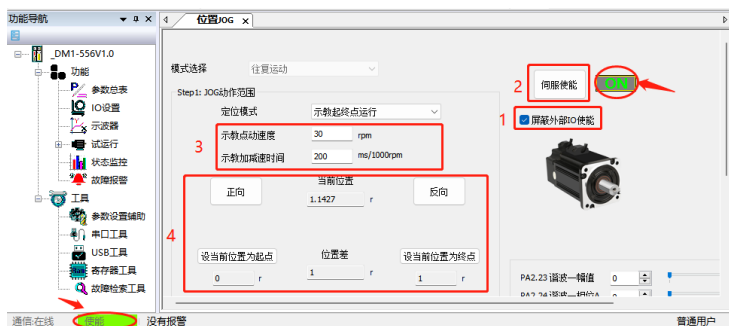 功能导航
位置JOG x
_DM1-556V1.0
功能
参数总表
IO设置
示波器
试运行
状态监控
故障报警
工具
参数设置辅助
串口工具
USB工具
寄存器工具
故障检索工具
模式选择 往复运动
Step1: JOG动作范围
定位模式 示教起终点运行
3
示教点动速度 30 rpm
示教加减速时间 200 ms/1000rpm
4
正向 当前位置 反向
1.1427 r
设当前位置为起点 位置差 设当前位置为终点
0 r 1 r 1 r
2 伺服使能 ON
1 屏蔽外部IO使能
PA2.23 谐波一幅值 0
PA2.24 谐波一相位A 0
通信:在线 使能 没有报警 普通用户